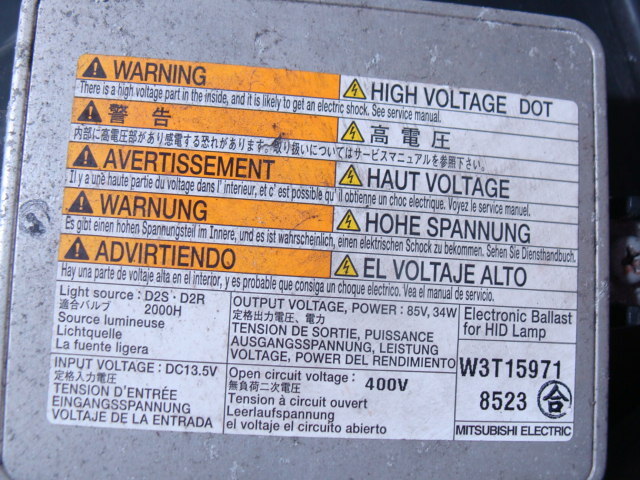 WARNING
HIGH VOLTAGE DOT
There is a high voltage part in the inside, and it is likely to get an electric shock. See service manual.
警告
高電圧
内部に高電圧部があり感電する恐れがあります。取り扱いについてはサービスマニュアルを参照下さい。
AVERTISSEMENT
HAUT VOLTAGE
Il y a une haute partie du voltage dans l' interieur, et c' est possible qu' il obtienne un choc electrique. Voyez le service manuel.
WARNUNG
HOHE SPANNUNG
Es gibt einen hohen Spannungsteil im Innere, und es ist wahrscheinlich, einen elektrischen Schock zu bekommen. Sehen Sie Diensthandbuch.
ADVIRTIENDO
EL VOLTAJE ALTO
Hay una parte de voltaje alta en el interior, y es probable que consiga un choque electrico. Vea el manual de servicio.
Light source : D2S · D2R
適合バルブ 2000H
Source lumineuse
Lichtquelle
La fuente ligera
OUTPUT VOLTAGE, POWER : 85V, 34W
定格出力電圧、電力
TENSION DE SORTIE, PUISSANCE
AUSGANGSSPANNUNG, LEISTUNG
VOLTAGE, POWER DEL RENDIMIENTO
Electronic Ballast
for HID Lamp
INPUT VOLTAGE : DC13.5V
定格入力電圧
TENSION D'ENTRÉE
EINGANGSSPANNUNG
VOLTAJE DE LA ENTRADA
Open circuit voltage : 400V
無負荷二次電圧
Tension à circuit ouvert
Leerlaufspannung
el voltaje el circuito abierto
W3T15971
8523 合
MITSUBISHI ELECTRIC